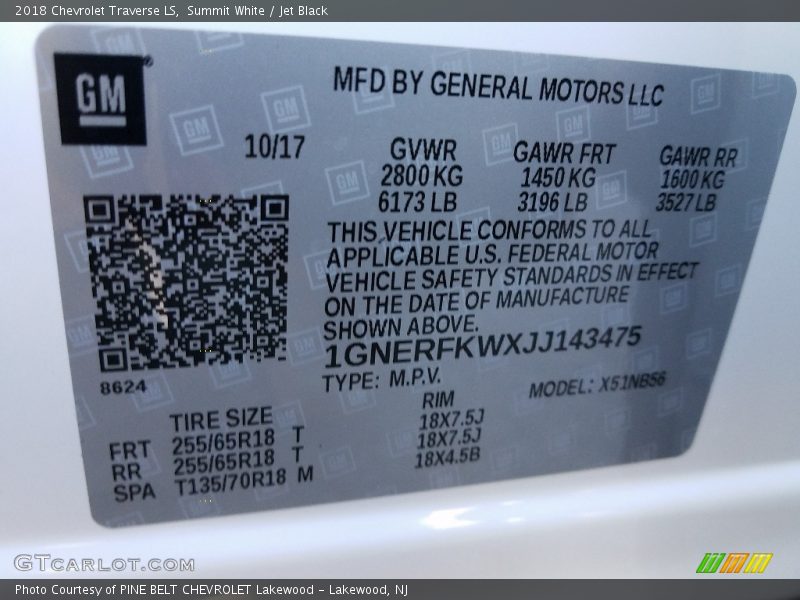 2018 Chevrolet Traverse LS, Summit White / Jet Black
GM
MFD BY GENERAL MOTORS LLC
10/17
GVWR GAWR FRT GAWR RR
2800 KG 1450 KG 1600 KG
6173 LB 3196 LB 3527 LB
THIS VEHICLE CONFORMS TO ALL
APPLICABLE U.S. FEDERAL MOTOR
VEHICLE SAFETY STANDARDS IN EFFECT
ON THE DATE OF MANUFACTURE
SHOWN ABOVE.
1GNERFKWXJJ143475
TYPE: M.P.V. MODEL: X51NB56
8624
TIRE SIZE RIM
FRT 255/65R18 T 18X7.5J
RR 255/65R18 T 18X7.5J
SPA T135/70R18 M 18X4.5B
GTCARLOT.COM
Photo Courtesy of PINE BELT CHEVROLET Lakewood - Lakewood, NJ